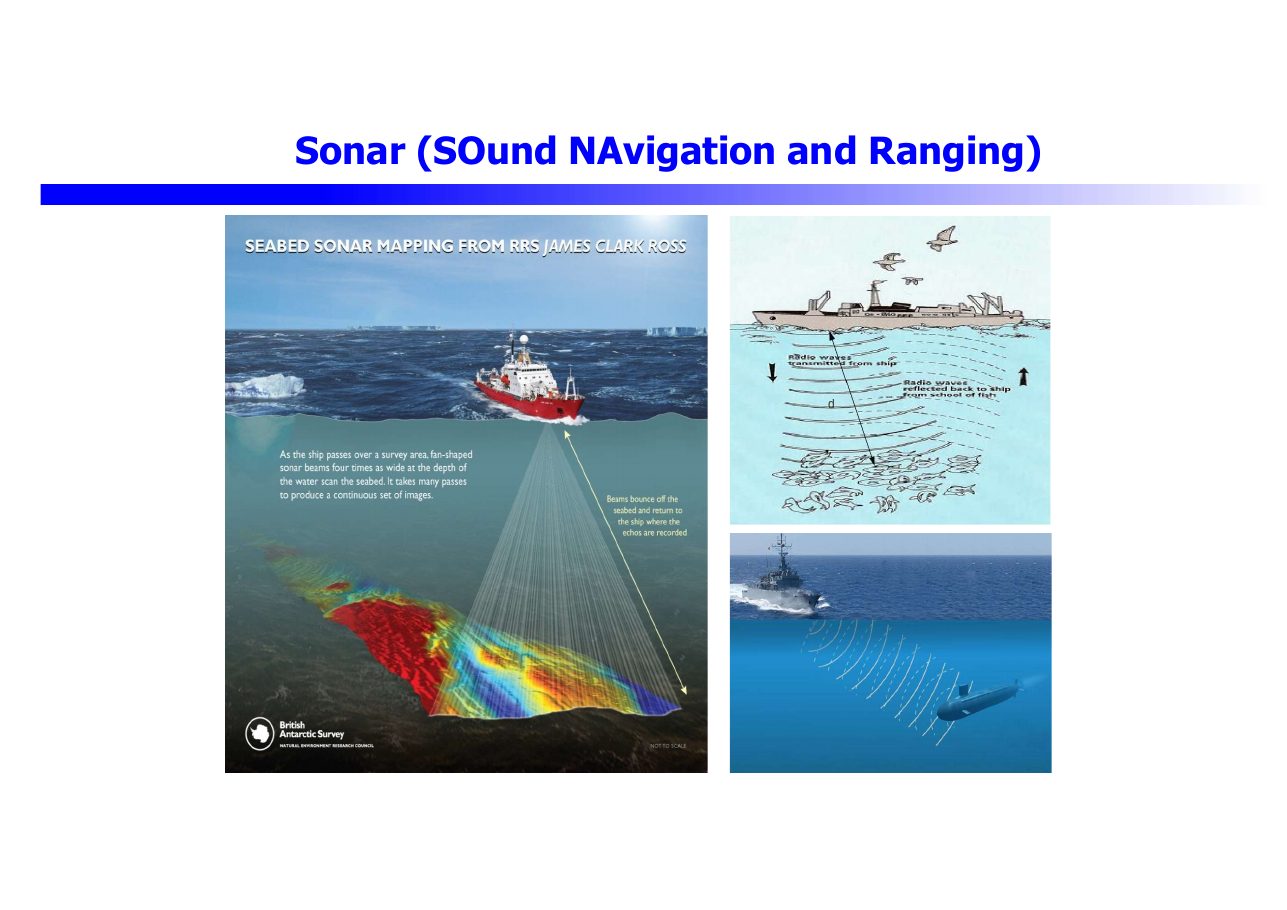 Sonar (SOund NAvigation and Ranging)
SEABED SONAR MAPPING FROM RRS JAMES CLARK ROSS
As the ship passes over a survey area, fan-shaped
sonar beams four times as wide at the depth of
the water scan the seabed. It takes many passes
to produce a continuous set of images.
Beams bounce off the
seabed and return to
the ship where the
echos are recorded
British
Antarctic Survey
NATURAL ENVIRONMENT RESEARCH COUNCIL
NOT TO SCALE
Radio waves
transmitted from ship
Radio waves
reflected back to ship
from school of fish
d